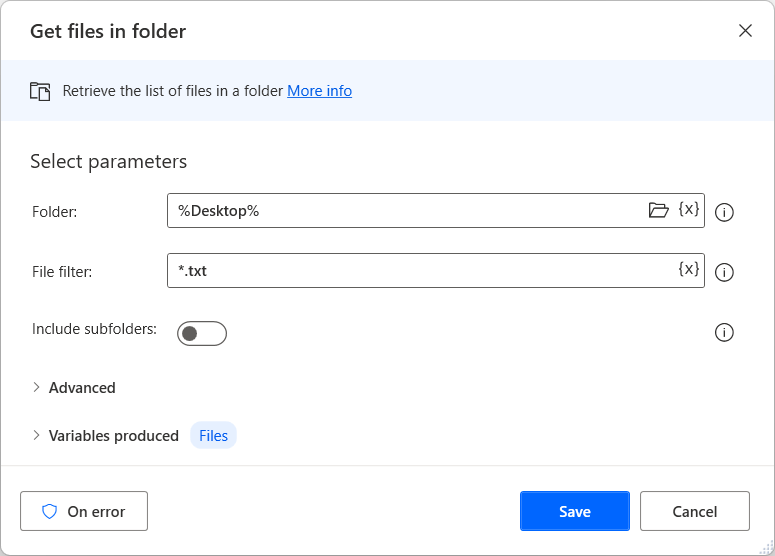 Get files in folder
Retrieve the list of files in a folder More info
Select parameters
Folder: %Desktop% {x}
File filter: *.txt {x}
Include subfolders:
Advanced
Variables produced Files
On error Save Cancel